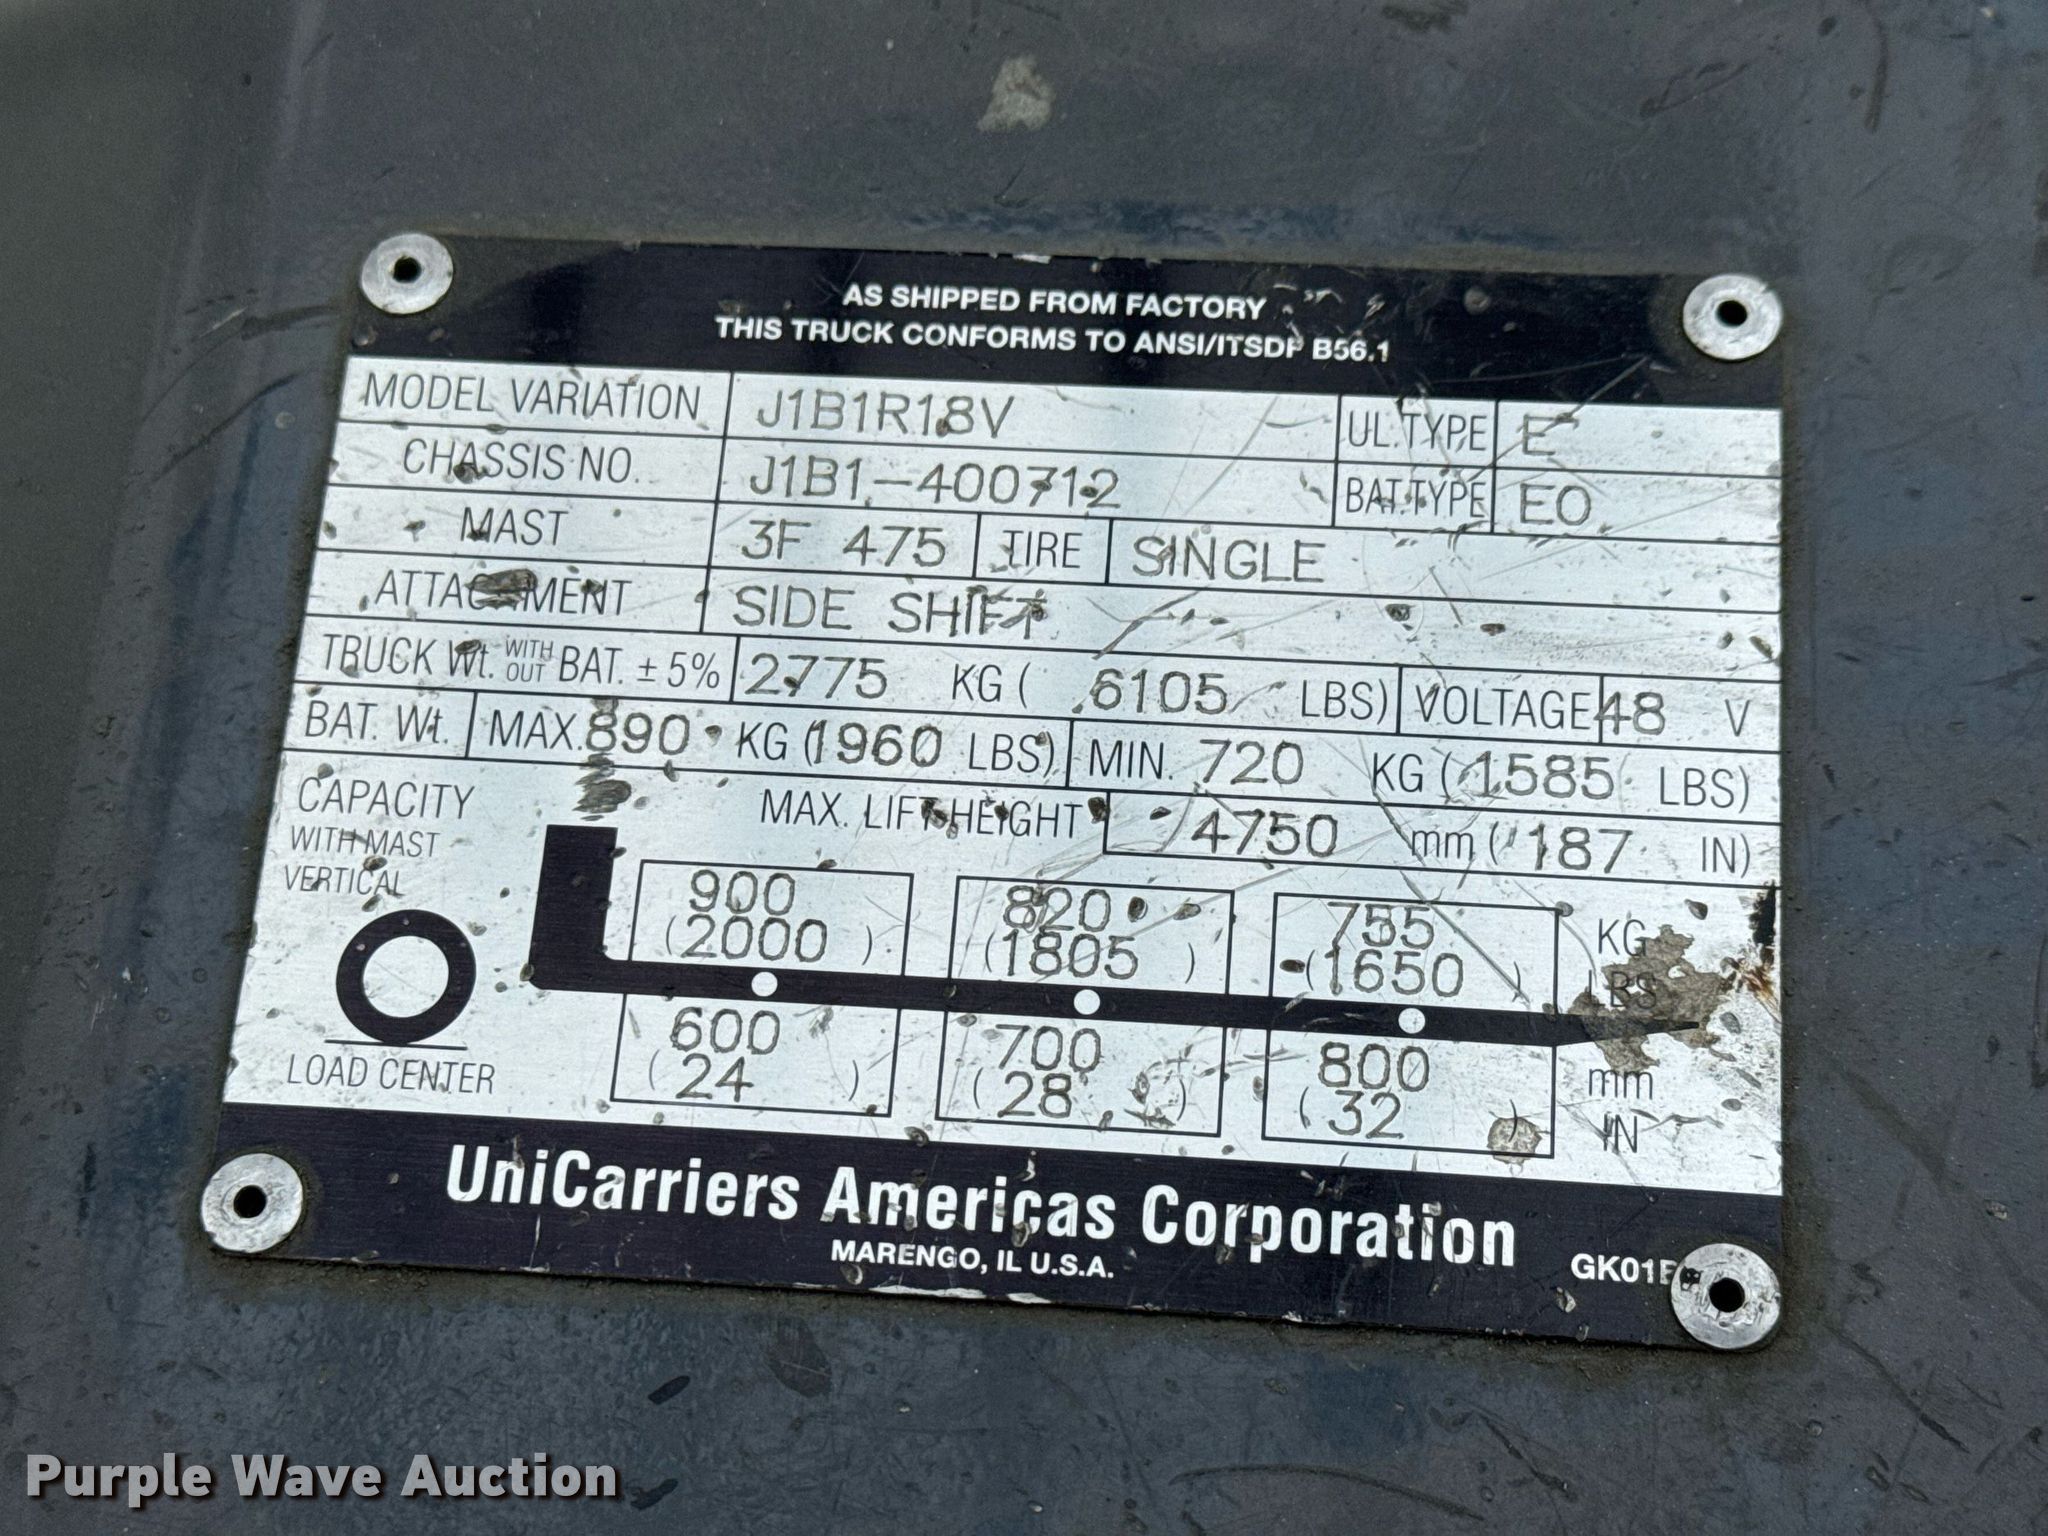 AS SHIPPED FROM FACTORY
THIS TRUCK CONFORMS TO ANSI/ITSDF B56.1
MODEL VARIATION J1B1R18V UL.TYPE E
CHASSIS NO. J1B1-400712 BAT.TYPE EO
MAST 3F 475 TIRE SINGLE
ATTACHMENT SIDE SHIFT
TRUCK Wt. WITH OUT BAT. ± 5% 2775 KG ( 6105 LBS) VOLTAGE 48 V
BAT. Wt. MAX. 890 KG (1960 LBS) MIN. 720 KG ( 1585 LBS)
CAPACITY MAX. LIFT HEIGHT 4750 mm ( 187 IN)
WITH MAST
VERTICAL
900 820 755 KG
(2000 ) (1805 ) (1650 ) LBS
600 700 800 mm
( 24 ) ( 28 ) ( 32 ) IN
LOAD CENTER
UniCarriers Americas Corporation
MARENGO, IL U.S.A.
Purple Wave Auction